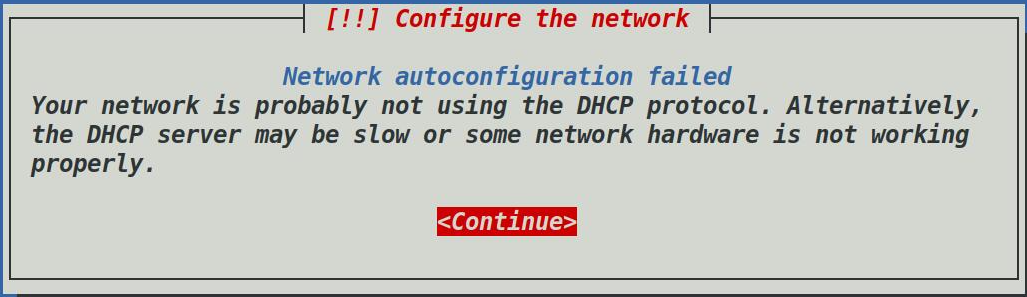 [!!] Configure the network
Network autoconfiguration failed
Your network is probably not using the DHCP protocol. Alternatively,
the DHCP server may be slow or some network hardware is not working
properly.
<Continue>